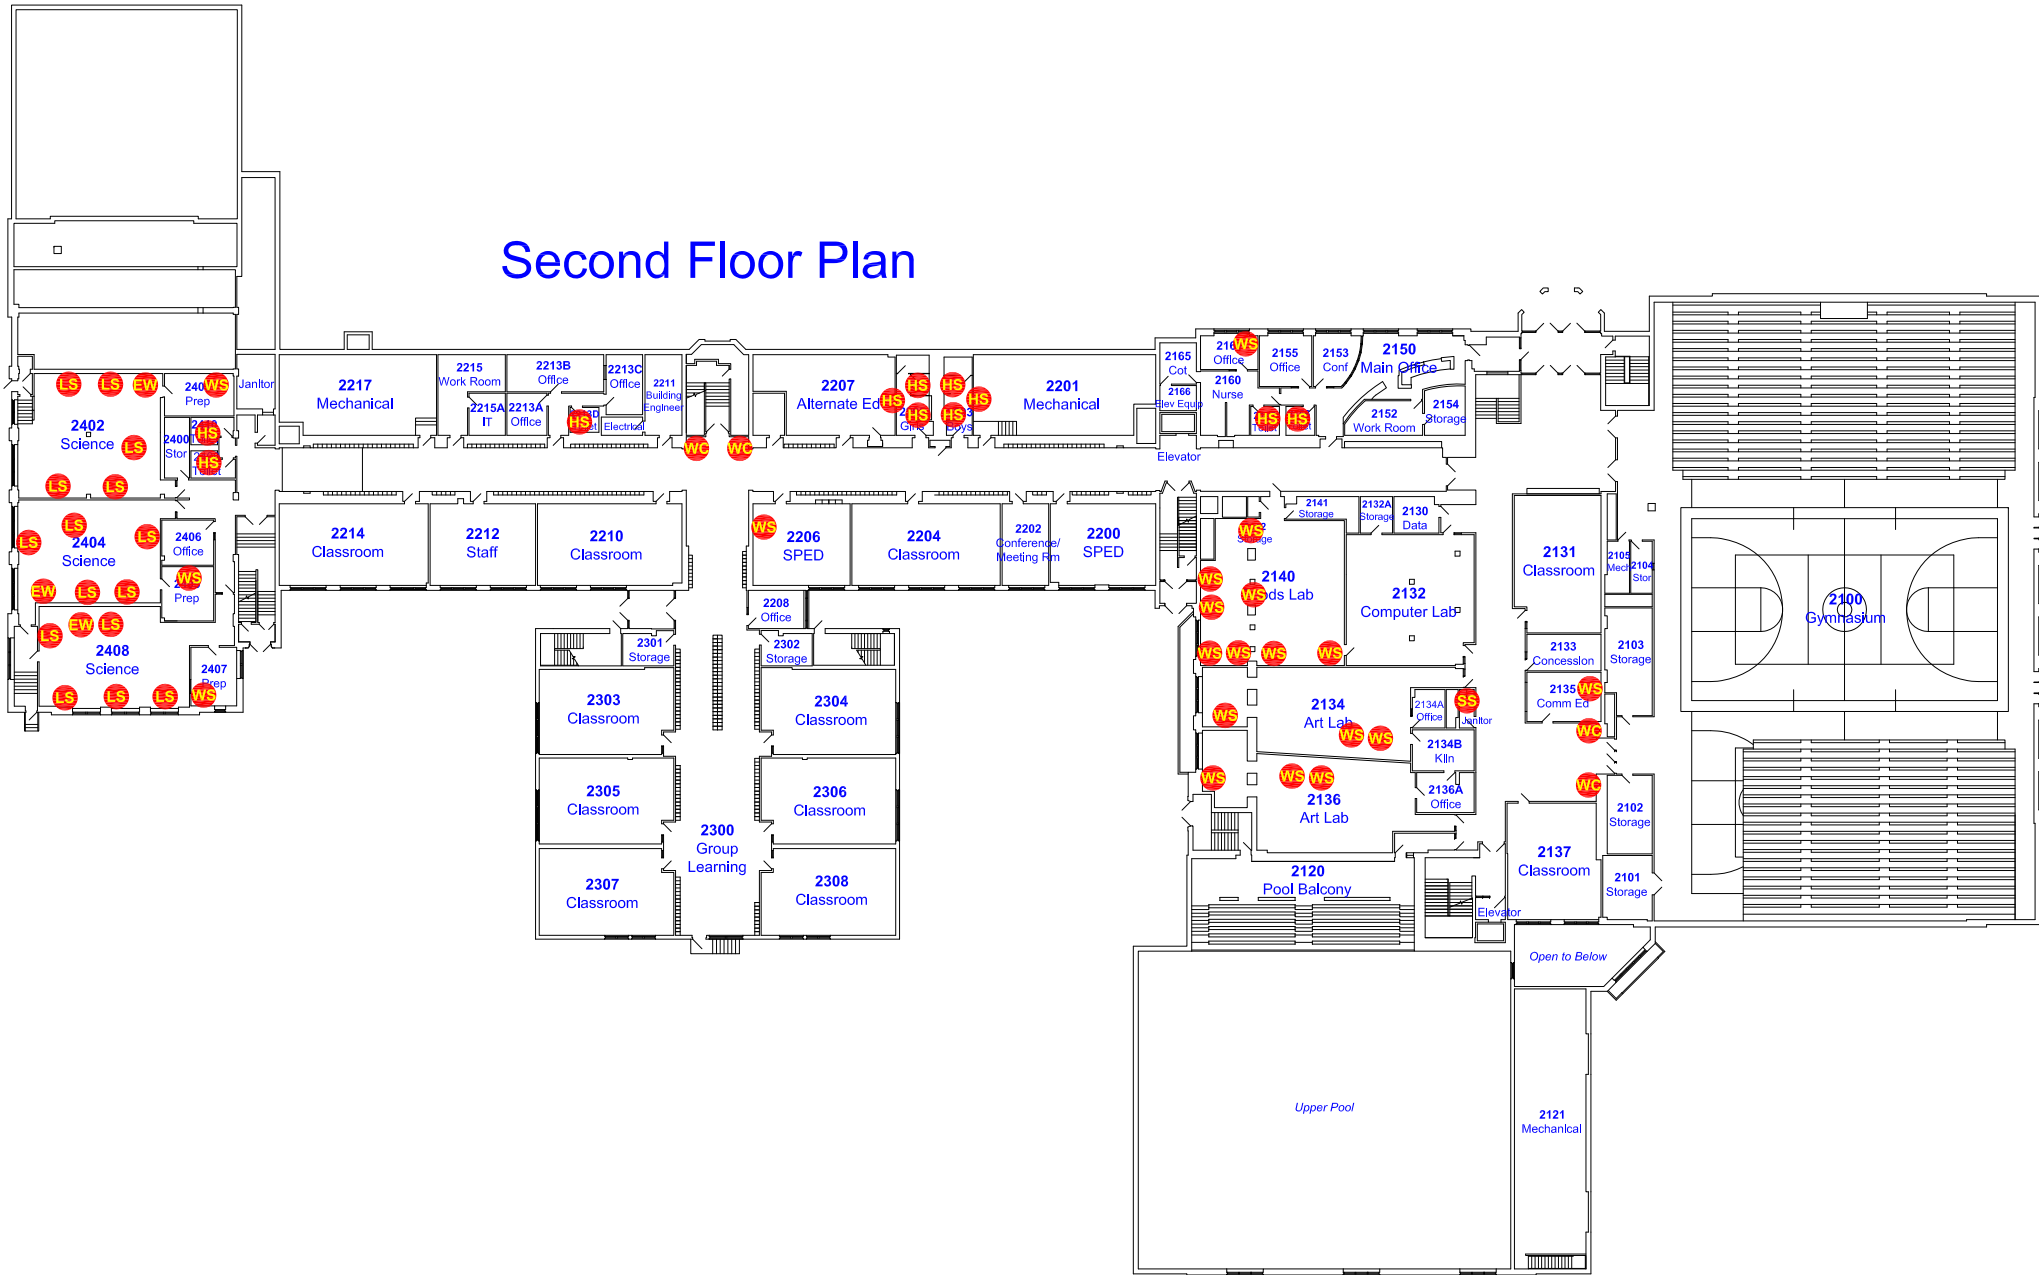 Second Floor Plan
LS
LS
EW
WS
Prep
2402
Science
LS
2400
Stor
HS
HS
Toilet
LS
LS
Janitor
2217
Mechanical
2215
Work Room
2215A
IT
2213B
Office
2213A
Office
2213C
Office
HS
Electrical
2211
Building
Engineer
WC
WC
2207
Alternate Ed
HS
HS
HS
HS
HS
HS
Boys
2201
Mechanical
2165
Cot
2166
Elev Equip
Elevator
WS
Office
2160
Nurse
HS
Toilet
HS
2155
Office
2153
Conf
2150
Main Office
2152
Work Room
2154
Storage
LS
LS
LS
2404
Science
2406
Office
WS
Prep
EW
LS
LS
EW
LS
LS
2408
Science
2407
Prep
WS
LS
LS
LS
2214
Classroom
2212
Staff
2210
Classroom
WS
2206
SPED
2204
Classroom
2202
Conference/
Meeting Rm
2200
SPED
2208
Office
2301
Storage
2302
Storage
2303
Classroom
2304
Classroom
2305
Classroom
2306
Classroom
2300
Group
Learning
2307
Classroom
2308
Classroom
2141
Storage
2132A
Storage
2130
Data
WS
Storage
WS
2140
WS
WS
Lab
2132
Computer Lab
WS
WS
WS
WS
2131
Classroom
2105
Mech
2104
Stor
2100
Gymnasium
2133
Concession
2103
Storage
2135
Comm Ed
WS
WC
WC
2134
Art Lab
WS
WS
WS
2134A
Office
SS
Janitor
2134B
Kiln
2136A
Office
WS
WS
WS
2136
Art Lab
2102
Storage
2137
Classroom
2101
Storage
2120
Pool Balcony
Elevator
Open to Below
Upper Pool
2121
Mechanical